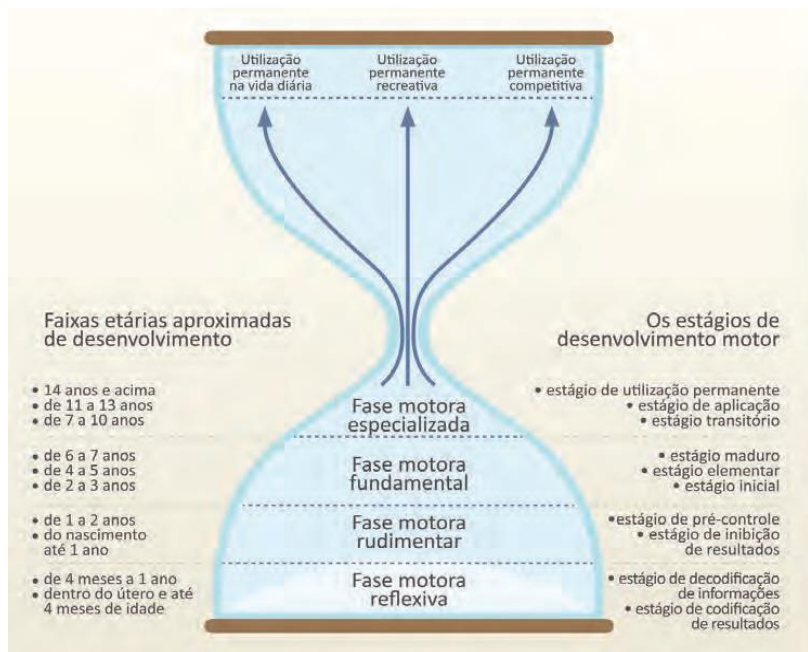 Utilização
permanente
na vida diária
Utilização
permanente
recreativa
Utilização
permanente
competitiva
Faixas etárias aproximadas
de desenvolvimento
Os estágios de
desenvolvimento motor
• 14 anos e acima
• de 11 a 13 anos
• de 7 a 10 anos
Fase motora
especializada
• estágio de utilização permanente
• estágio de aplicação
• estágio transitório
• de 6 a 7 anos
• de 4 a 5 anos
• de 2 a 3 anos
Fase motora
fundamental
• estágio maduro
• estágio elementar
• estágio inicial
• de 1 a 2 anos
• do nascimento
até 1 ano
Fase motora
rudimentar
•estágio de pré-controle
• estágio de inibição
de resultados
• de 4 meses a 1 ano
• dentro do útero e até
4 meses de idade
Fase motora
reflexiva
• estágio de decodificação
de informações
• estágio de codificação
de resultados